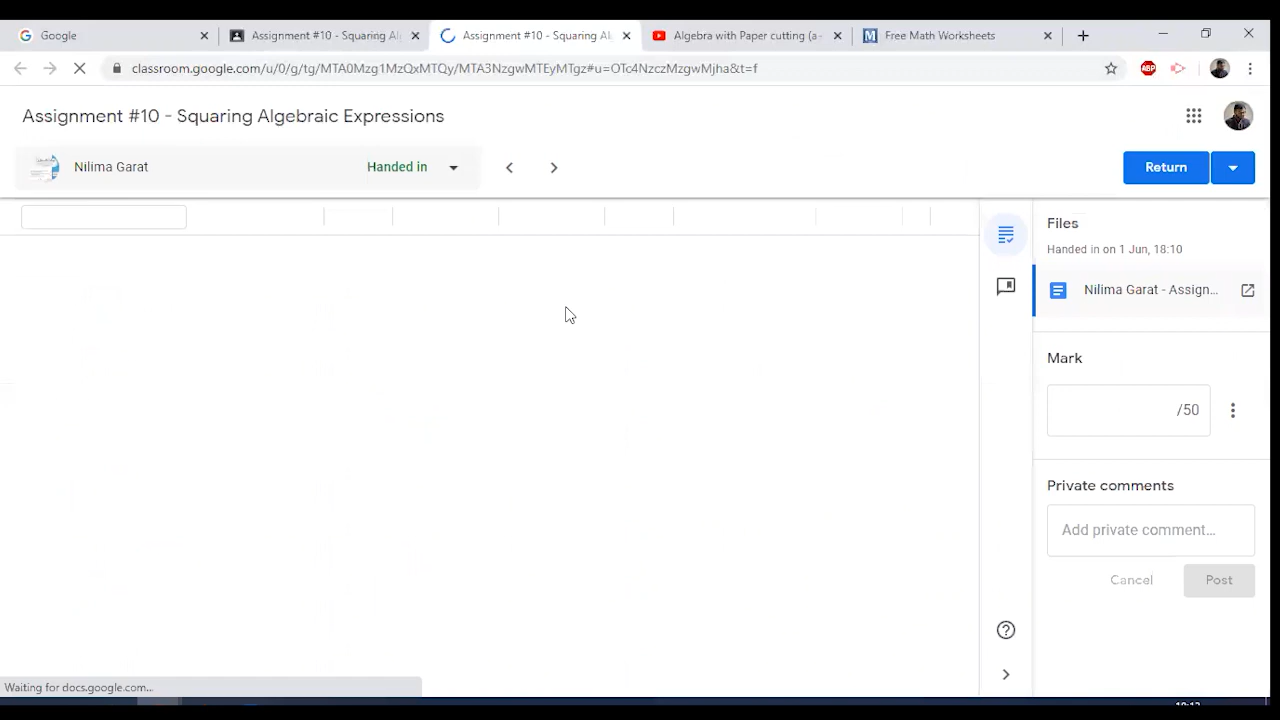 Google
Assignment #10 - Squaring Al
Assignment #10 - Squaring Al
Algebra with Paper cutting (a -
Free Math Worksheets
classroom.google.com/u/0/g/tg/MTA0Mzg1MzQxMTQy/MTA3NzgwMTEyMTgz#u=OTc4NzczMzgwMjha&t=f
ABP
Assignment #10 - Squaring Algebraic Expressions
Nilima Garat
Handed in
Return
Files
Handed in on 1 Jun, 18:10
Nilima Garat - Assign...
Mark
/50
Private comments
Add private comment...
Cancel
Post
Waiting for docs.google.com...